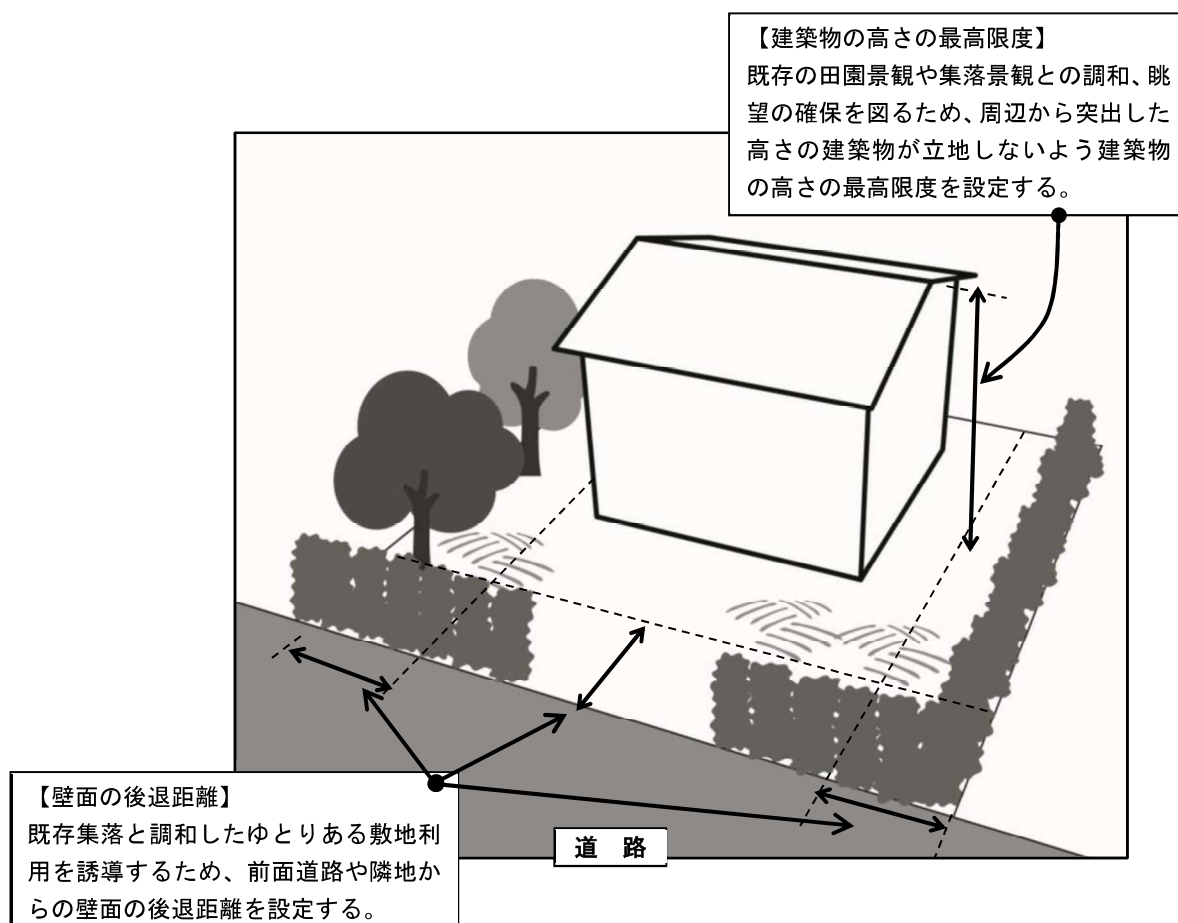 【建築物の高さの最高限度】
既存の田園景観や集落景観との調和、眺
望の確保を図るため、周辺から突出した
高さの建築物が立地しないよう建築物
の高さの最高限度を設定する。
【壁面の後退距離】
既存集落と調和したゆとりある敷地利
用を誘導するため、前面道路や隣地か
らの壁面の後退距離を設定する。
道 路